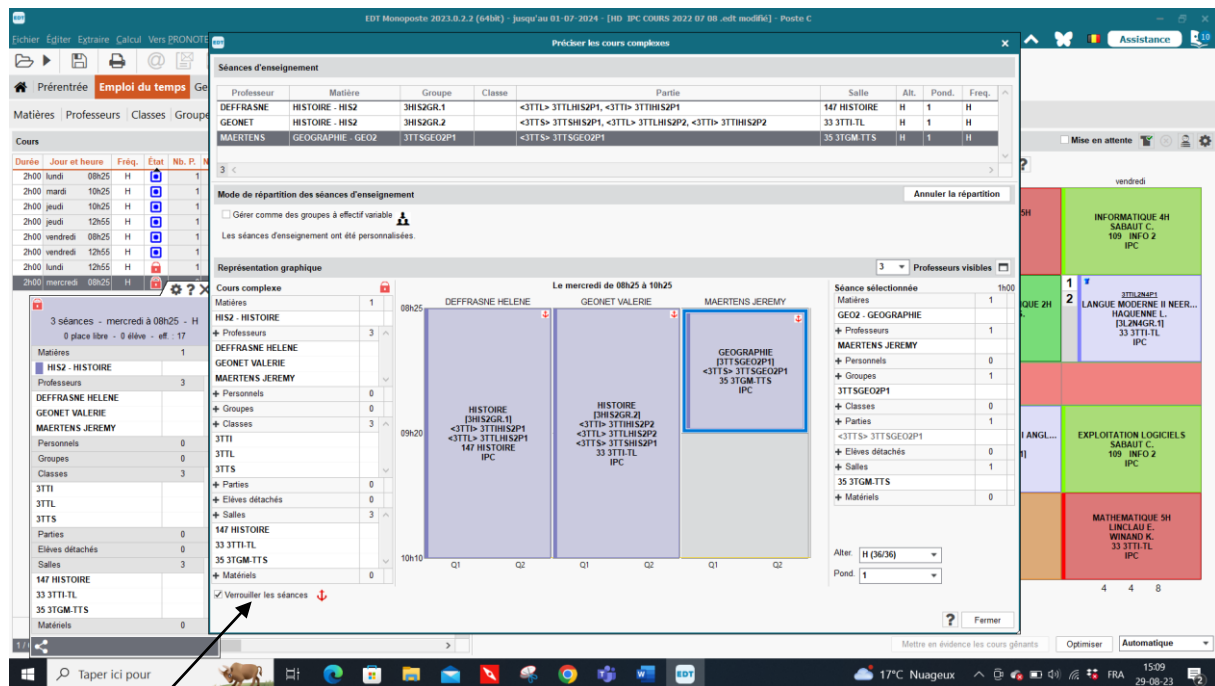 EDT Monoposte 2023.0.2.2 (64bit) - jusqu'au 01-07-2024 - [HD IPC COURS 2022 07 08 .edt modifié] - Poste C
Fichier Éditer Extraire Calcul Vers PRONOTE
Assistance
10
Préciser les cours complexes
Prérentrée Emploi du temps Ge
Matières Professeurs Classes Groupe
Cours
Mise en attente
Durée Jour et heure Fréq. État Nb. P. N
2h00 lundi 08h25 H 1
2h00 mardi 10h25 H 1
2h00 jeudi 10h25 H 1
2h00 jeudi 12h55 H 1
2h00 vendredi 08h25 H 1
2h00 vendredi 12h55 H 1
2h00 lundi 12h55 H 1
2h00 mercredi 08h25 H 1
3 séances - mercredi à 08h25 - H
0 place libre - 0 élève - eff. : 17
Matières 1
HIS2 - HISTOIRE
Professeurs 3
DEFFRASNE HELENE
GEONET VALERIE
MAERTENS JEREMY
Personnels 0
Groupes 0
Classes 3
3TTI
3TTL
3TTS
Parties 0
Elèves détachés 0
Salles 3
147 HISTOIRE
33 3TTI-TL
35 3TGM-TTS
Matériels 0
Séances d'enseignement
Professeur Matière Groupe Classe Partie Salle Alt. Pond. Freq.
DEFFRASNE HISTOIRE - HIS2 3HIS2GR.1 <3TTL> 3TTLHIS2P1, <3TTI> 3TTIHIS2P1 147 HISTOIRE H 1 H
GEONET HISTOIRE - HIS2 3HIS2GR.2 <3TTS> 3TTSHIS2P1, <3TTL> 3TTLHIS2P2, <3TTI> 3TTIHIS2P2 33 3TTI-TL H 1 H
MAERTENS GEOGRAPHIE - GEO2 3TTSGEO2P1 <3TTS> 3TTSGEO2P1 35 3TGM-TTS H 1 H
3
Mode de répartition des séances d'enseignement
Annuler la répartition
Gérer comme des groupes à effectif variable
Les séances d'enseignement ont été personnalisées.
Représentation graphique
3 Professeurs visibles
Cours complexe
Matières 1
HIS2 - HISTOIRE
+ Professeurs 3
DEFFRASNE HELENE
GEONET VALERIE
MAERTENS JEREMY
+ Personnels 0
+ Groupes 0
+ Classes 3
3TTI
3TTL
3TTS
+ Parties 0
+ Elèves détachés 0
+ Salles 3
147 HISTOIRE
33 3TTI-TL
35 3TGM-TTS
+ Matériels 0
Verrouiller les séances
Le mercredi de 08h25 à 10h25
DEFFRASNE HELENE GEONET VALERIE MAERTENS JEREMY
08h25
09h20
10h10
HISTOIRE
[3HIS2GR.1]
<3TTI> 3TTIHIS2P1
<3TTL> 3TTLHIS2P1
147 HISTOIRE
IPC
HISTOIRE
[3HIS2GR.2]
<3TTI> 3TTIHIS2P2
<3TTL> 3TTLHIS2P2
<3TTS> 3TTSHIS2P1
33 3TTI-TL
IPC
GEOGRAPHIE
[3TTSGEO2P1]
<3TTS> 3TTSGEO2P1
35 3TGM-TTS
IPC
Q1 Q2 Q1 Q2 Q1 Q2
Séance sélectionnée 1h00
Matières 1
GEO2 - GEOGRAPHIE
+ Professeurs 1
MAERTENS JEREMY
+ Personnels 0
+ Groupes 1
3TTSGEO2P1
+ Classes 0
+ Parties 1
<3TTS> 3TTSGEO2P1
+ Elèves détachés 0
+ Salles 1
35 3TGM-TTS
+ Matériels 0
Alter. H (36/36)
Pond. 1
? Fermer
?
vendredi
5H
INFORMATIQUE 4H
SABAUT C.
109 INFO 2
IPC
IQUE 2H
1
2
3TTIL2N4P1
LANGUE MODERNE II NEER...
HAQUENNE L.
[3L2N4GR.1]
33 3TTI-TL
IPC
I ANGL...
EXPLOITATION LOGICIELS
SABAUT C.
109 INFO 2
IPC
MATHEMATIQUE 5H
LINCLAU E.
WINAND K.
33 3TTI-TL
IPC
4 4 8
Mettre en évidence les cours gênants Optimiser Automatique
1/
Taper ici pour
EDT
17°C Nuageux
FRA
15:09
29-08-23
2